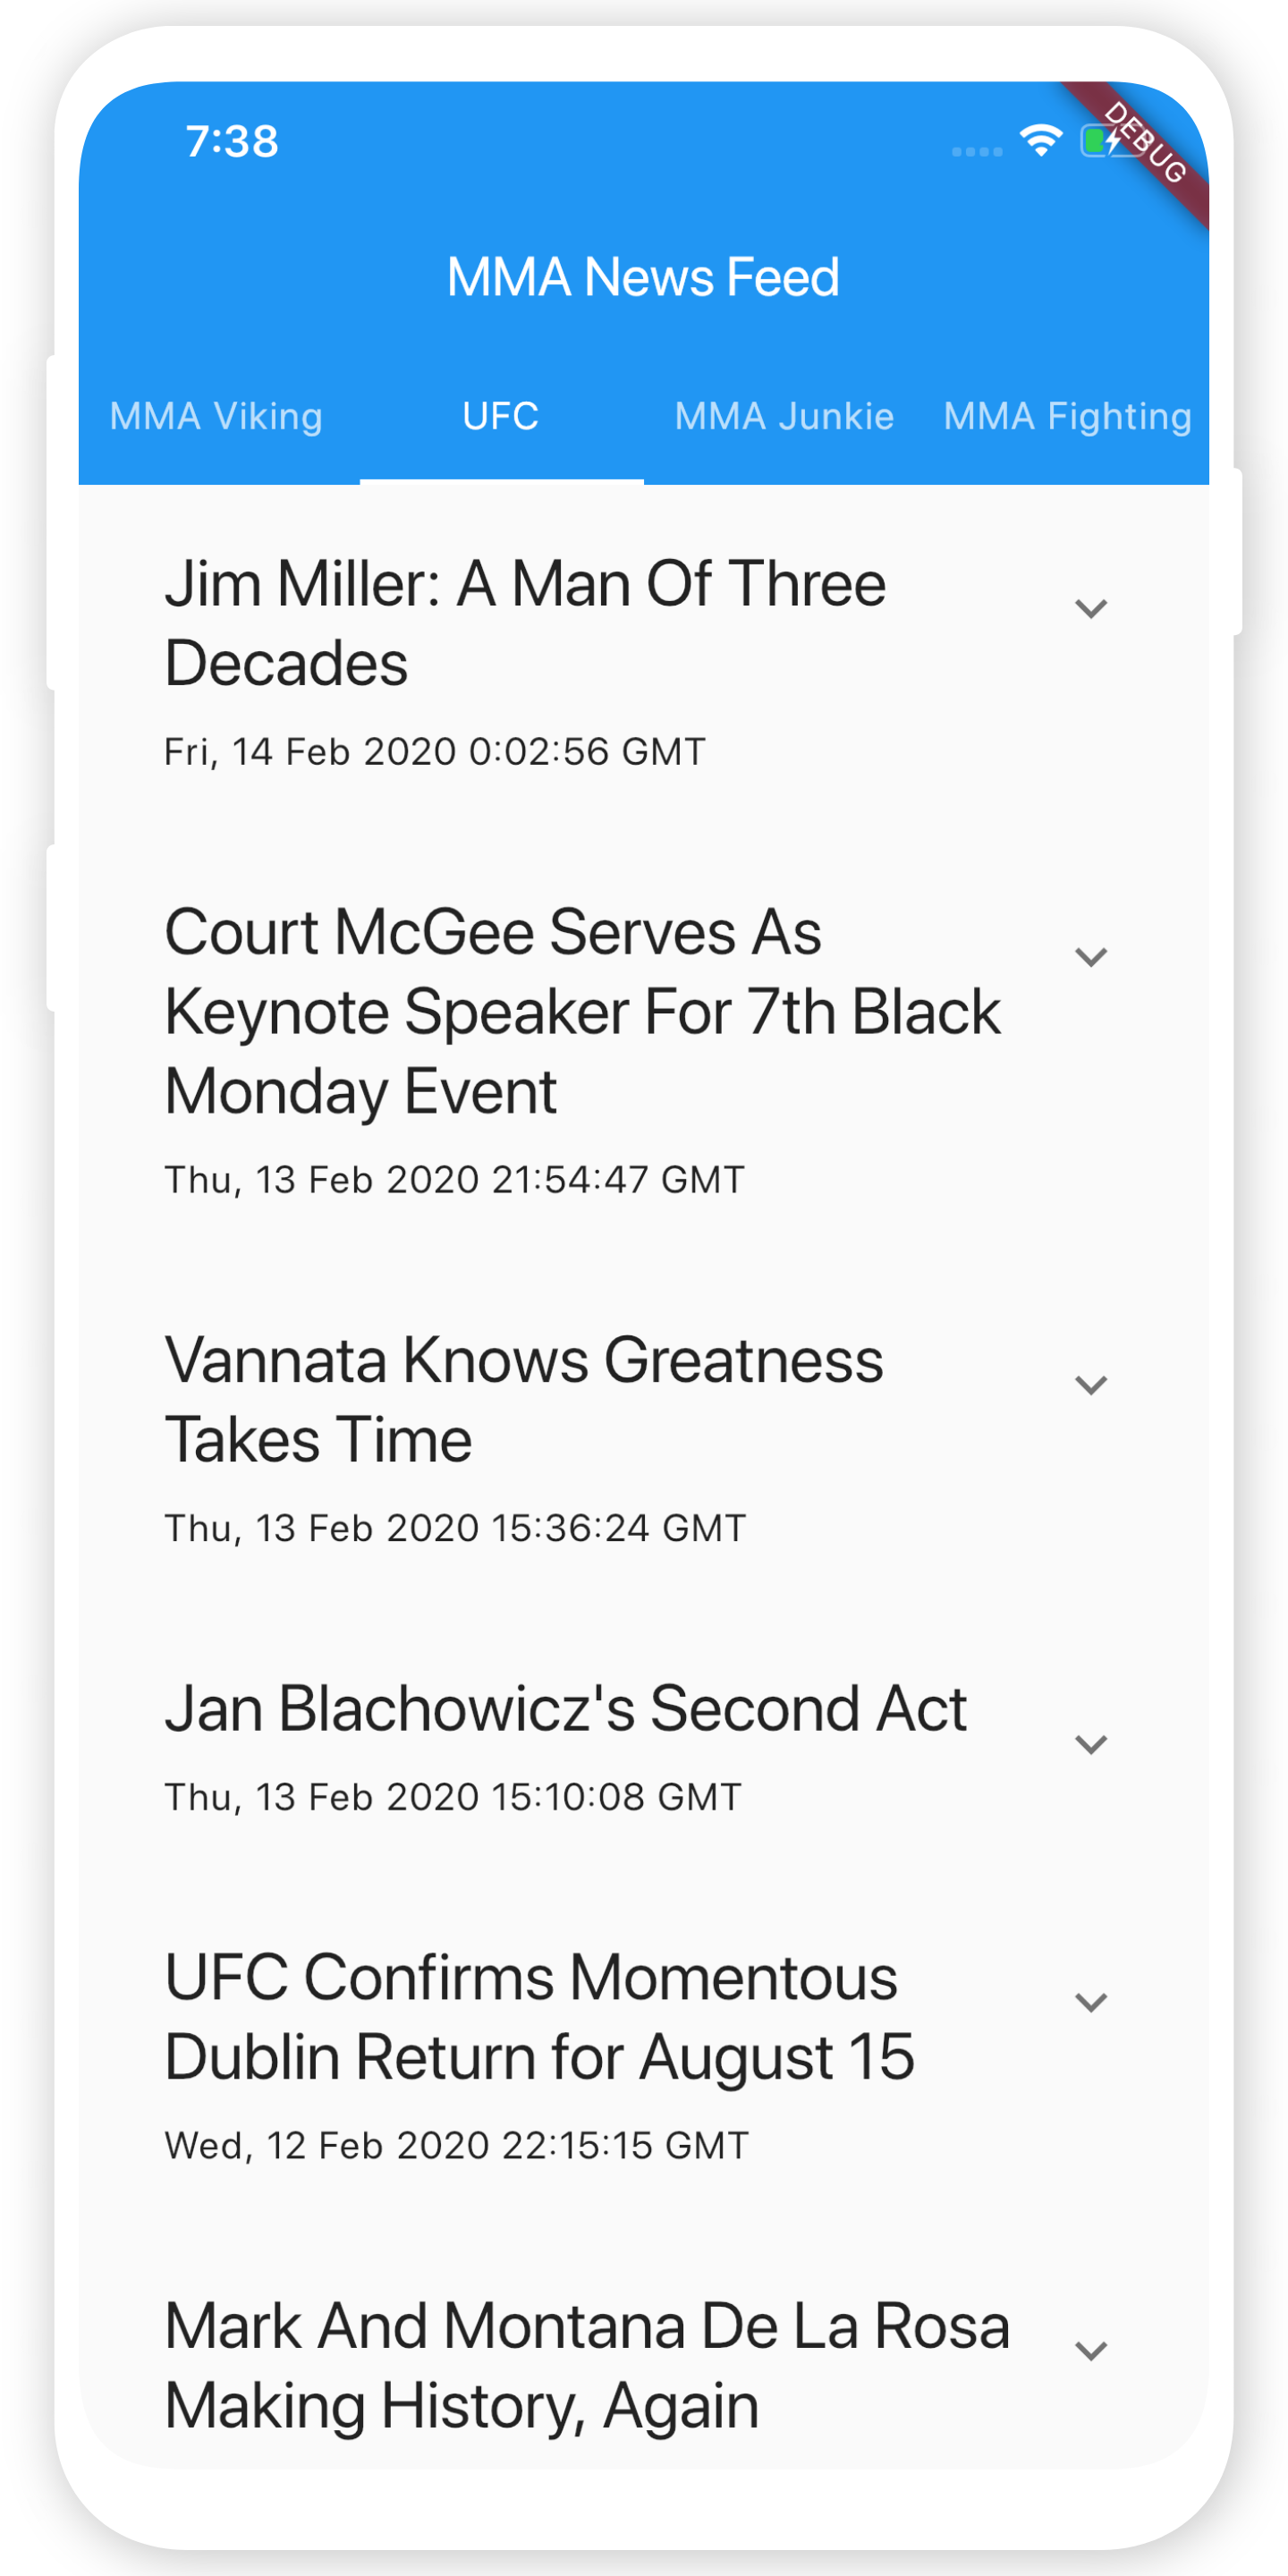 7:38
DEBUG
MMA News Feed
MMA Viking
UFC
MMA Junkie
MMA Fighting
Jim Miller: A Man Of Three
Decades
Fri, 14 Feb 2020 0:02:56 GMT
Court McGee Serves As
Keynote Speaker For 7th Black
Monday Event
Thu, 13 Feb 2020 21:54:47 GMT
Vannata Knows Greatness
Takes Time
Thu, 13 Feb 2020 15:36:24 GMT
Jan Blachowicz's Second Act
Thu, 13 Feb 2020 15:10:08 GMT
UFC Confirms Momentous
Dublin Return for August 15
Wed, 12 Feb 2020 22:15:15 GMT
Mark And Montana De La Rosa
Making History, Again